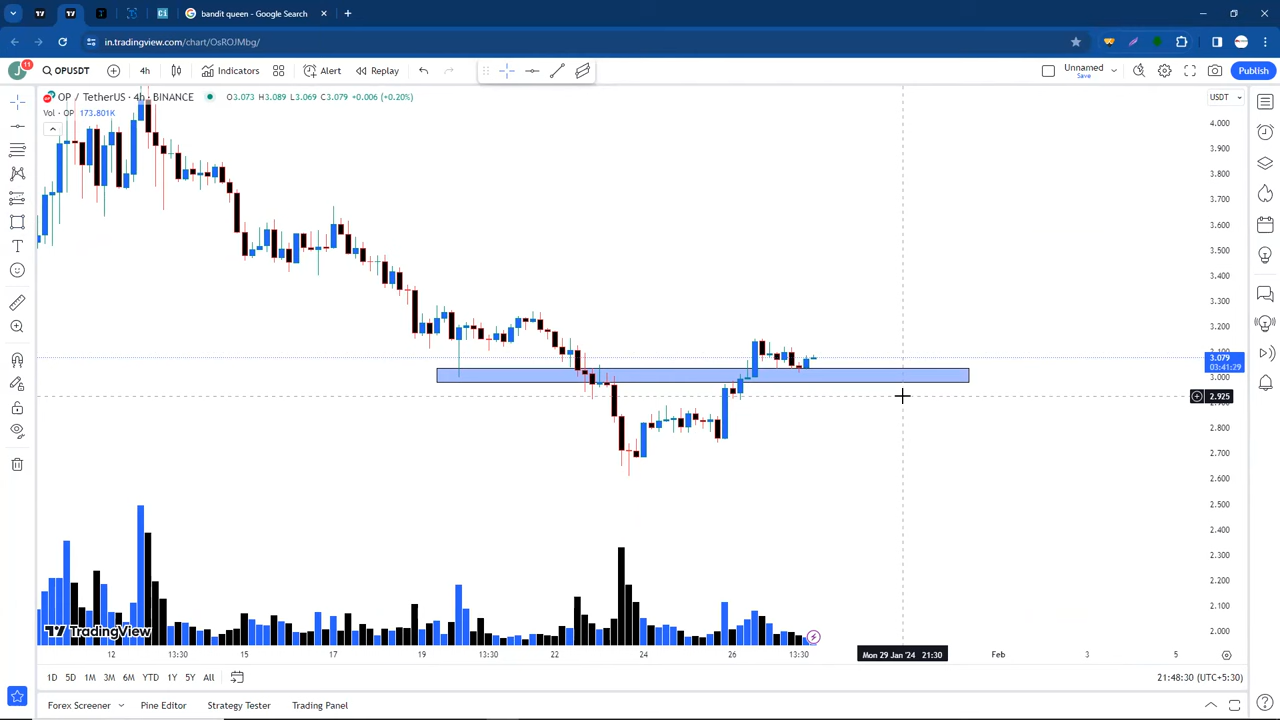 bandit queen - Google Search
in.tradingview.com/chart/OsROJMbg/
J 11 OPUSDT 4h Indicators Alert Replay Unnamed Save Publish
OP / TetherUS · 4h · BINANCE O3.073 H3.089 L3.069 C3.079 +0.006 (+0.20%) USDT
Vol · OP 173.801K
4.000
3.900
3.800
3.700
3.600
3.500
3.400
3.300
3.200
3.100
3.079
03:41:29
3.000
2.925
2.800
2.700
2.600
2.500
2.400
2.300
2.200
2.100
2.000
TradingView
12 13:30 15 17 19 13:30 22 24 26 13:30 Mon 29 Jan '24 21:30 Feb 3 5
1D 5D 1M 3M 6M YTD 1Y 5Y All 21:48:30 (UTC+5:30)
Forex Screener Pine Editor Strategy Tester Trading Panel